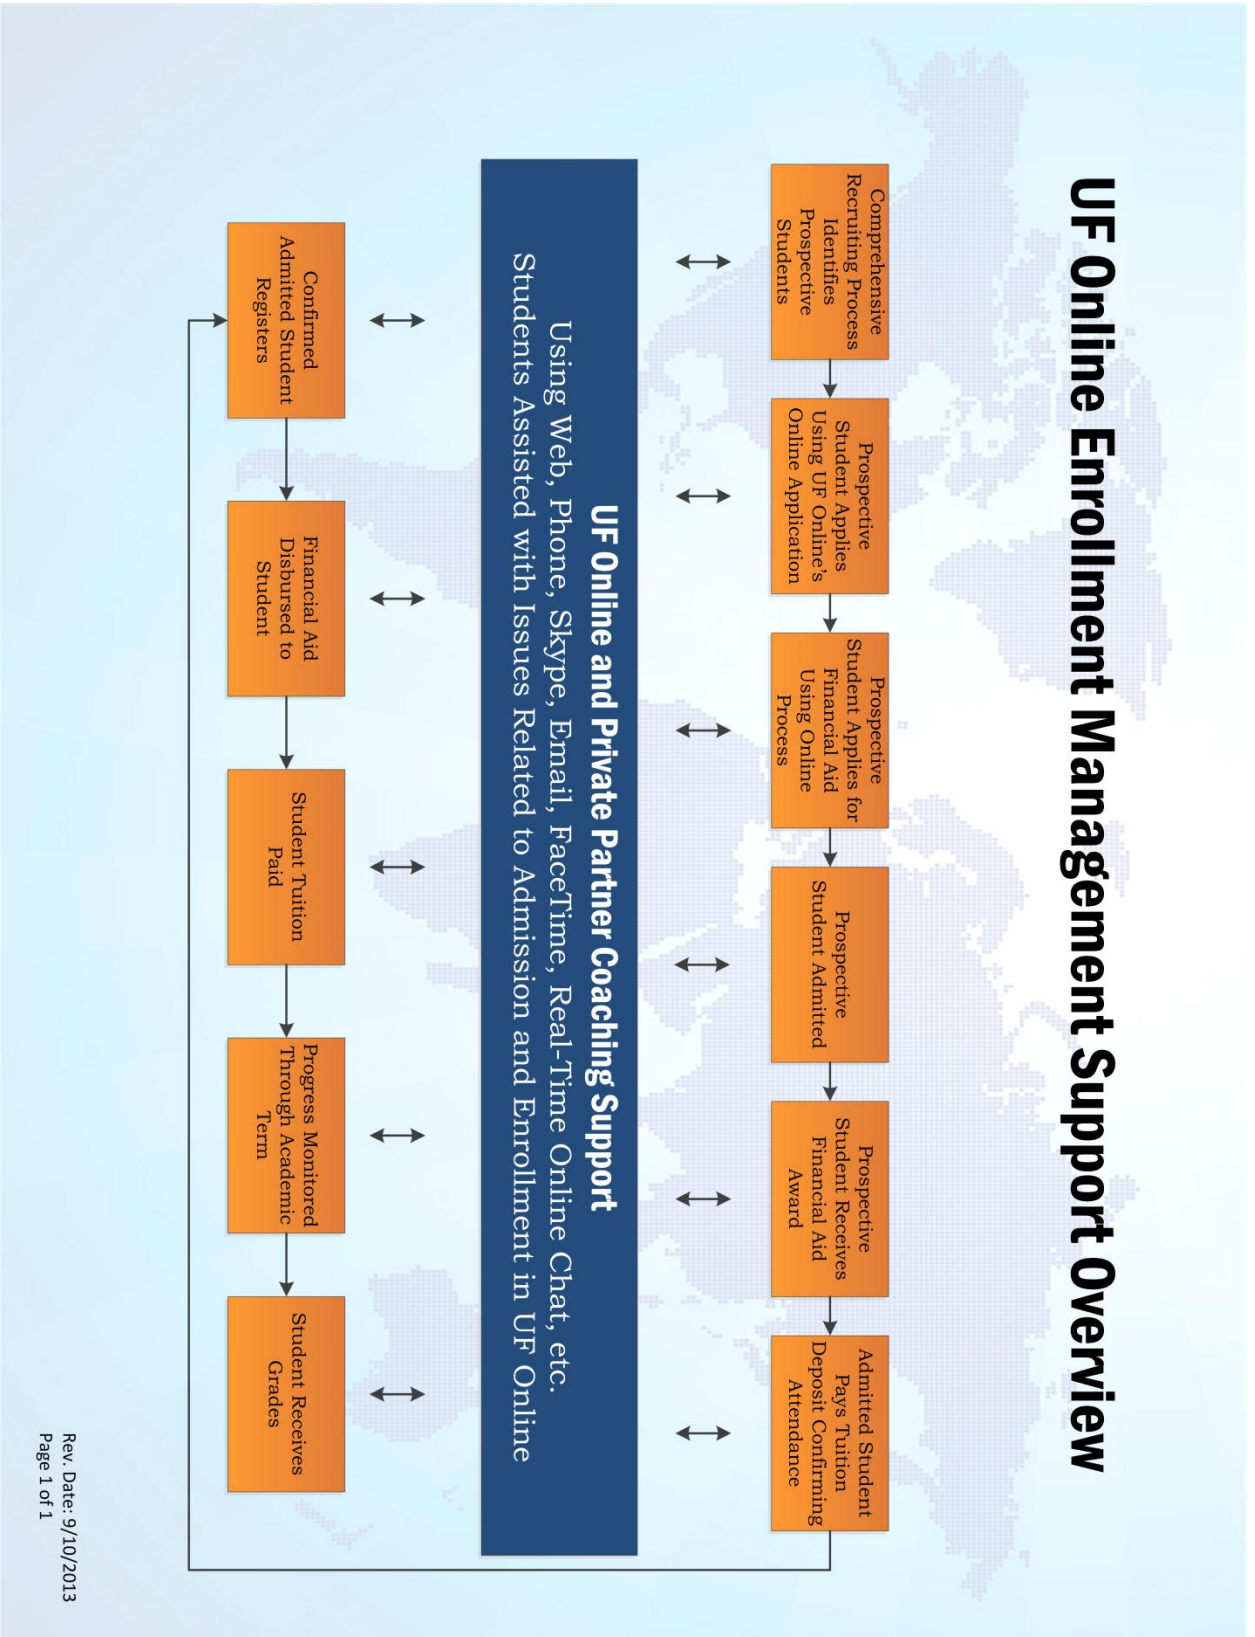 UF Online Enrollment Management Support Overview
Comprehensive
Recruiting Process
Identifies
Prospective
Students
Prospective
Student Applies
Using UF Online's
Online Application
Prospective
Student Applies for
Financial Aid
Using Online
Process
Prospective
Student Admitted
Prospective
Student Receives
Financial Aid
Award
Admitted Student
Pays Tuition
Deposit Confirming
Attendance
UF Online and Private Partner Coaching Support
Using Web, Phone, Skype, Email, FaceTime, Real-Time Online Chat, etc.
Students Assisted with Issues Related to Admission and Enrollment in UF Online
Confirmed
Admitted Student
Registers
Financial Aid
Disbursed to
Student
Student Tuition
Paid
Progress Monitored
Through Academic
Term
Student Receives
Grades
Rev. Date: 9/10/2013
Page 1 of 1